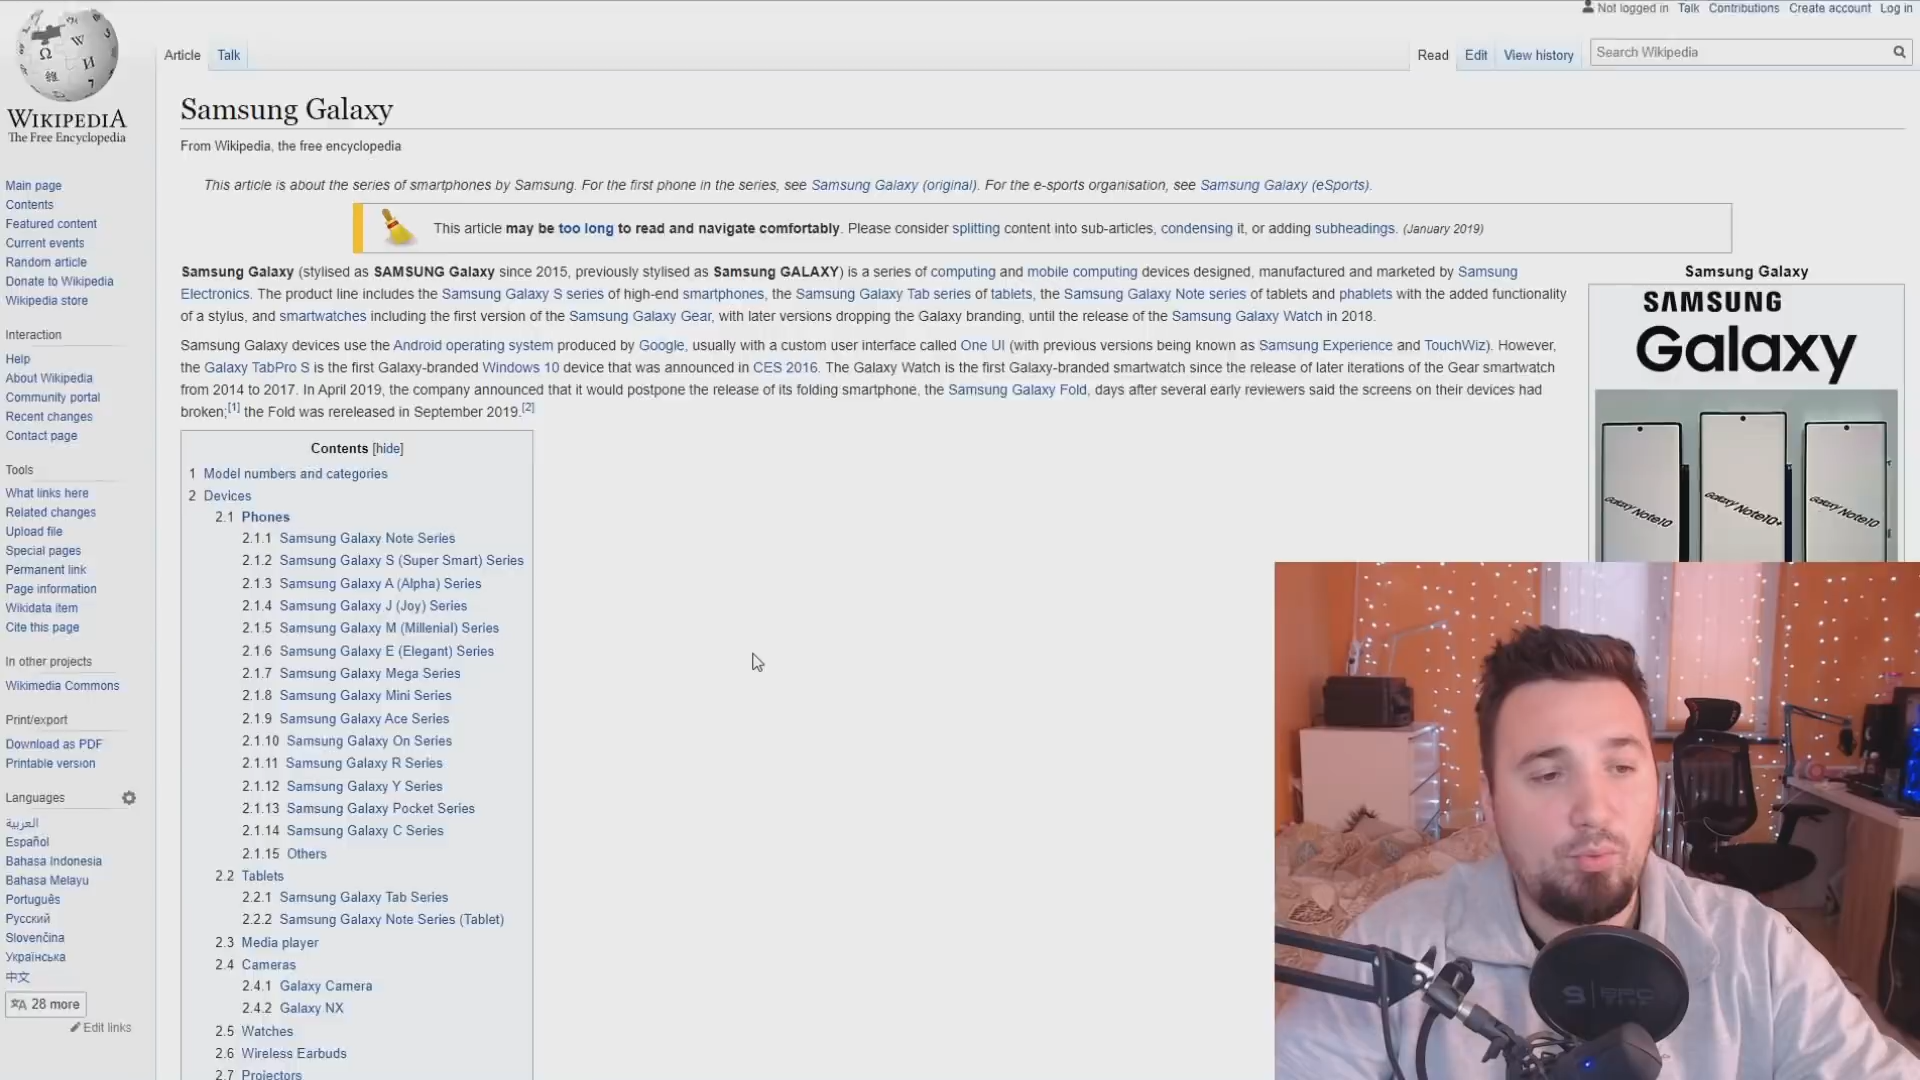 Not logged in Talk Contributions Create account Log in
Article Talk
Read Edit View history Search Wikipedia
WIKIPEDIA
The Free Encyclopedia
Main page
Contents
Featured content
Current events
Random article
Donate to Wikipedia
Wikipedia store
Interaction
Help
About Wikipedia
Community portal
Recent changes
Contact page
Tools
What links here
Related changes
Upload file
Special pages
Permanent link
Page information
Wikidata item
Cite this page
In other projects
Wikimedia Commons
Print/export
Download as PDF
Printable version
Languages
العربية
Español
Bahasa Indonesia
Bahasa Melayu
Português
Русский
Slovenčina
Українська
中文
28 more
Edit links
Samsung Galaxy
From Wikipedia, the free encyclopedia
This article is about the series of smartphones by Samsung. For the first phone in the series, see Samsung Galaxy (original). For the e-sports organisation, see Samsung Galaxy (eSports).
This article may be too long to read and navigate comfortably. Please consider splitting content into sub-articles, condensing it, or adding subheadings. (January 2019)
Samsung Galaxy (stylised as SAMSUNG Galaxy since 2015, previously stylised as Samsung GALAXY) is a series of computing and mobile computing devices designed, manufactured and marketed by Samsung
Electronics. The product line includes the Samsung Galaxy S series of high-end smartphones, the Samsung Galaxy Tab series of tablets, the Samsung Galaxy Note series of tablets and phablets with the added functionality
of a stylus, and smartwatches including the first version of the Samsung Galaxy Gear, with later versions dropping the Galaxy branding, until the release of the Samsung Galaxy Watch in 2018.
Samsung Galaxy devices use the Android operating system produced by Google, usually with a custom user interface called One UI (with previous versions being known as Samsung Experience and TouchWiz). However,
the Galaxy TabPro S is the first Galaxy-branded Windows 10 device that was announced in CES 2016. The Galaxy Watch is the first Galaxy-branded smartwatch since the release of later iterations of the Gear smartwatch
from 2014 to 2017. In April 2019, the company announced that it would postpone the release of its folding smartphone, the Samsung Galaxy Fold, days after several early reviewers said the screens on their devices had
broken;[1] the Fold was rereleased in September 2019.[2]
Contents [hide]
1 Model numbers and categories
2 Devices
2.1 Phones
2.1.1 Samsung Galaxy Note Series
2.1.2 Samsung Galaxy S (Super Smart) Series
2.1.3 Samsung Galaxy A (Alpha) Series
2.1.4 Samsung Galaxy J (Joy) Series
2.1.5 Samsung Galaxy M (Millenial) Series
2.1.6 Samsung Galaxy E (Elegant) Series
2.1.7 Samsung Galaxy Mega Series
2.1.8 Samsung Galaxy Mini Series
2.1.9 Samsung Galaxy Ace Series
2.1.10 Samsung Galaxy On Series
2.1.11 Samsung Galaxy R Series
2.1.12 Samsung Galaxy Y Series
2.1.13 Samsung Galaxy Pocket Series
2.1.14 Samsung Galaxy C Series
2.1.15 Others
2.2 Tablets
2.2.1 Samsung Galaxy Tab Series
2.2.2 Samsung Galaxy Note Series (Tablet)
2.3 Media player
2.4 Cameras
2.4.1 Galaxy Camera
2.4.2 Galaxy NX
2.5 Watches
2.6 Wireless Earbuds
2.7 Projectors
Samsung Galaxy
SAMSUNG
Galaxy
Galaxy Note10
Galaxy Note10+
Galaxy Note10